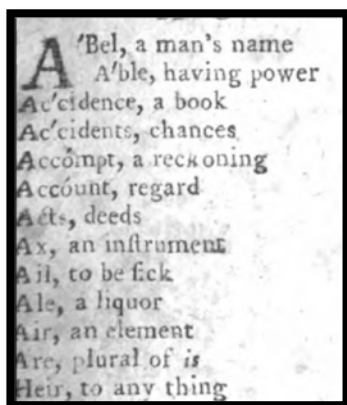 A'Bel, a man's name
A'ble, having power
Ac'cidence, a book
Ac'cidents, chances
Accómpt, a reckoning
Accóunt, regard
Acts, deeds
Ax, an inſtrument
Ail, to be ſick
Ale, a liquor
Air, an element
Are, plural of is
Heir, to any thing